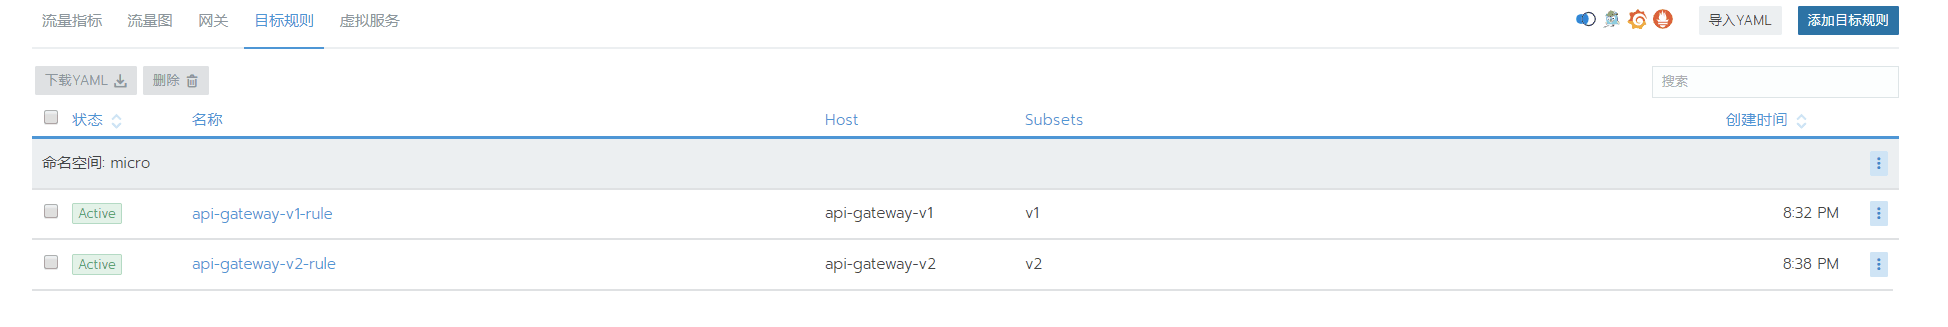 流量指标 流量图 网关 目标规则 虚拟服务 导入YAML 添加目标规则
下载YAML 删除 搜索
状态 名称 Host Subsets 创建时间
命名空间: micro
Active api-gateway-v1-rule api-gateway-v1 v1 8:32 PM
Active api-gateway-v2-rule api-gateway-v2 v2 8:38 PM